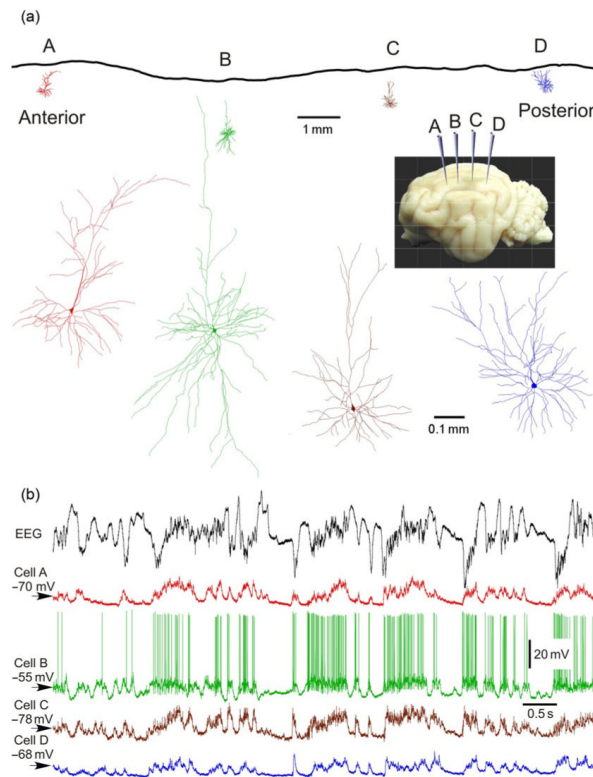 (a)
A
B
C
D
Anterior
1 mm
Posterior
A B C D
0.1 mm
(b)
EEG
Cell A
−70 mV
20 mV
Cell B
−55 mV
0.5 s
Cell C
−78 mV
Cell D
−68 mV